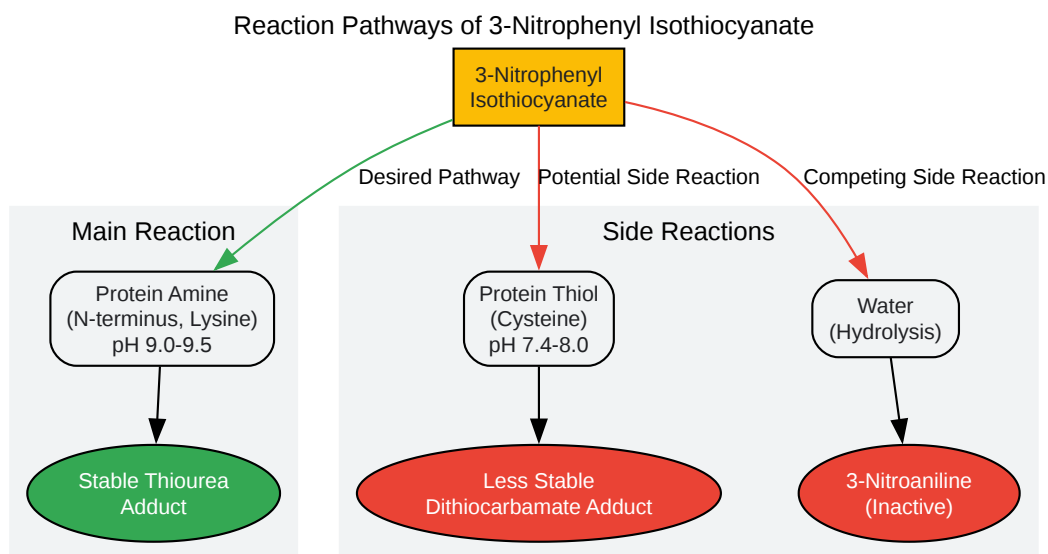 Reaction Pathways of 3-Nitrophenyl Isothiocyanate
3-Nitrophenyl
Isothiocyanate
Desired Pathway
Potential Side Reaction
Competing Side Reaction
Main Reaction
Side Reactions
Protein Amine
(N-terminus, Lysine)
pH 9.0-9.5
Protein Thiol
(Cysteine)
pH 7.4-8.0
Water
(Hydrolysis)
Stable Thiourea
Adduct
Less Stable
Dithiocarbamate Adduct
3-Nitroaniline
(Inactive)